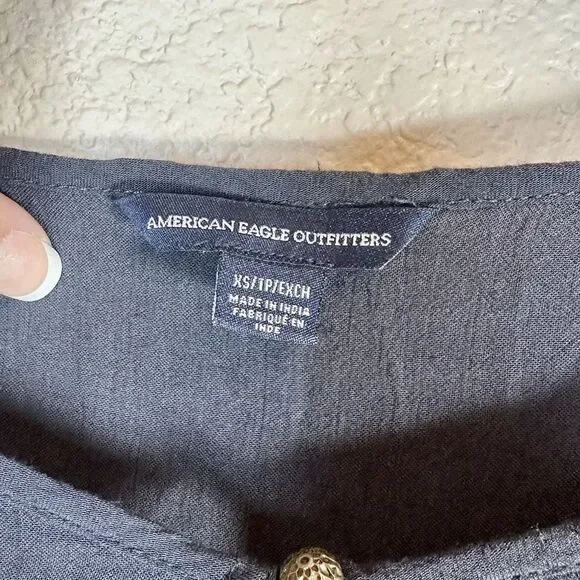 AMERICAN EAGLE OUTFITTERS
XS/TP/EXCH
MADE IN INDIA
FABRIQUÉ EN
INDE